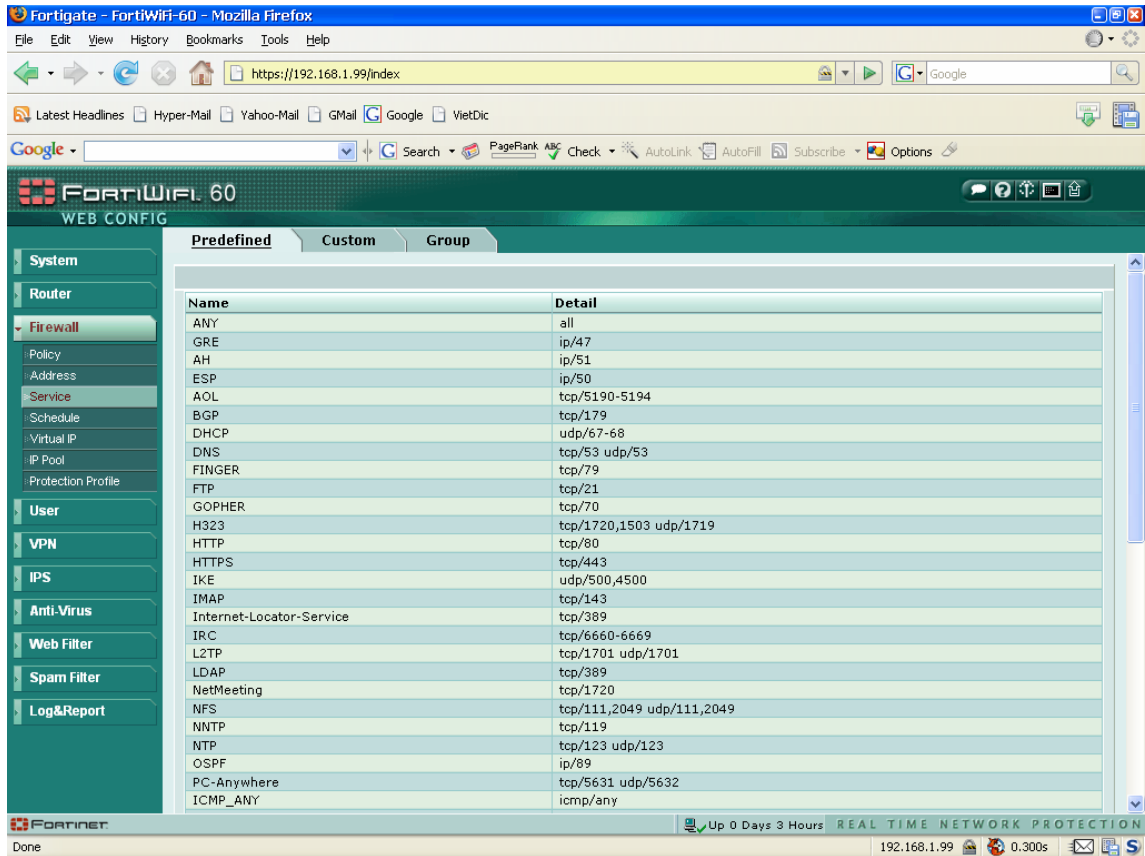 Fortigate - FortiWiFi-60 - Mozilla Firefox
File Edit View History Bookmarks Tools Help
https://192.168.1.99/index
G Google
Latest Headlines Hyper-Mail Yahoo-Mail GMail G Google VietDic
Google G Search PageRank ABC Check AutoLink AutoFill Subscribe Options
FORTIWIFI. 60
WEB CONFIG
Predefined Custom Group
System
Router
Firewall
Policy
Address
Service
Schedule
Virtual IP
IP Pool
Protection Profile
User
VPN
IPS
Anti-Virus
Web Filter
Spam Filter
Log&Report
Name Detail
ANY all
GRE ip/47
AH ip/51
ESP ip/50
AOL tcp/5190-5194
BGP tcp/179
DHCP udp/67-68
DNS tcp/53 udp/53
FINGER tcp/79
FTP tcp/21
GOPHER tcp/70
H323 tcp/1720,1503 udp/1719
HTTP tcp/80
HTTPS tcp/443
IKE udp/500,4500
IMAP tcp/143
Internet-Locator-Service tcp/389
IRC tcp/6660-6669
L2TP tcp/1701 udp/1701
LDAP tcp/389
NetMeeting tcp/1720
NFS tcp/111,2049 udp/111,2049
NNTP tcp/119
NTP tcp/123 udp/123
OSPF ip/89
PC-Anywhere tcp/5631 udp/5632
ICMP_ANY icmp/any
FORTINET Up 0 Days 3 Hours REAL TIME NETWORK PROTECTION
Done 192.168.1.99 0.300s S